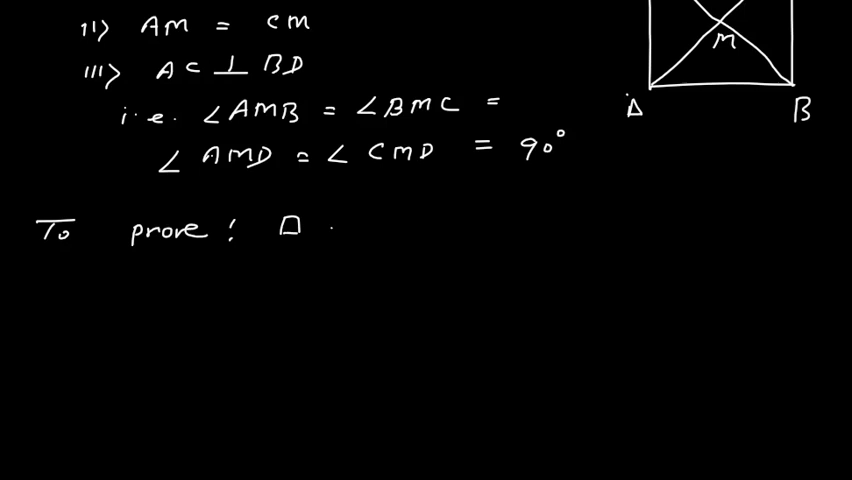 ii) AM = CM
iii) AC ⊥ BD
i.e. ∠AMB = ∠BMC =
∠AMD = ∠CMD = 90°
To prove : □ .
M
A
B